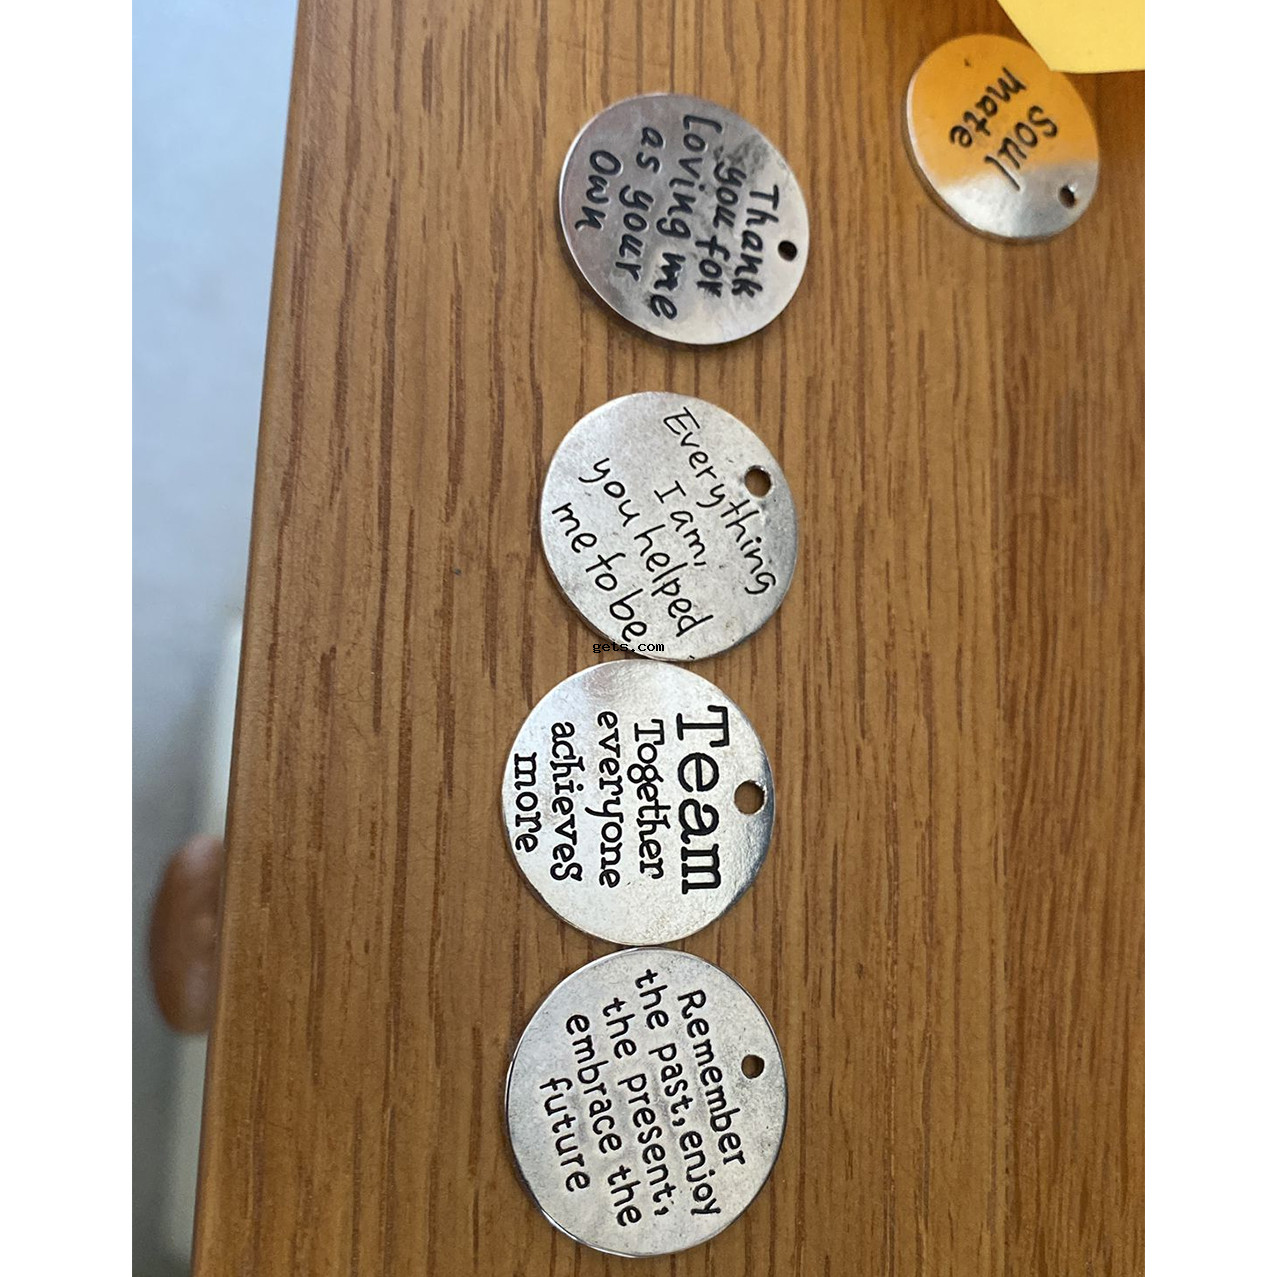 Soul
mate
Thank
you for
Loving me
as your
Own
Everything
I am,
you helped
me to be
gets.com
Team
Together
everyone
achieves
more
Remember
the past, enjoy
the present,
embrace the
future